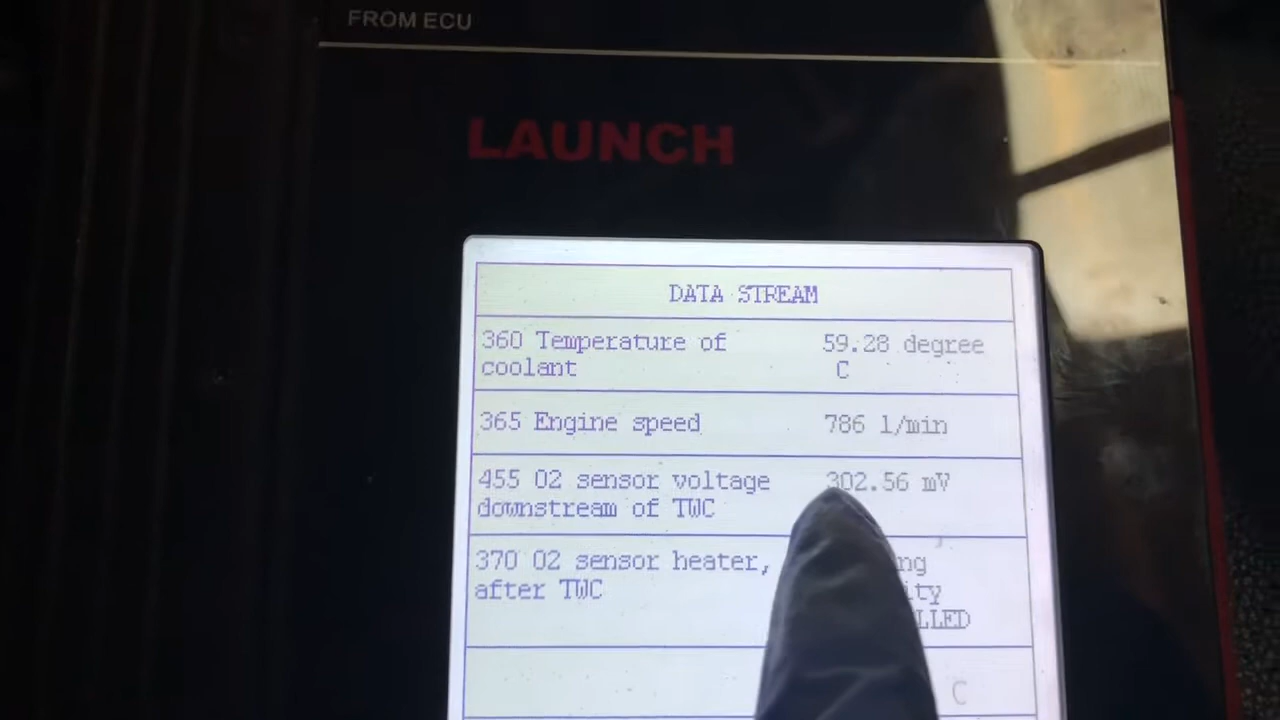 FROM ECU
LAUNCH
DATA STREAM
360 Temperature of 59.28 degree
coolant C
365 Engine speed 786 1/min
455 O2 sensor voltage 302.56 mV
downstream of TWC
370 O2 sensor heater,
after TWC
C